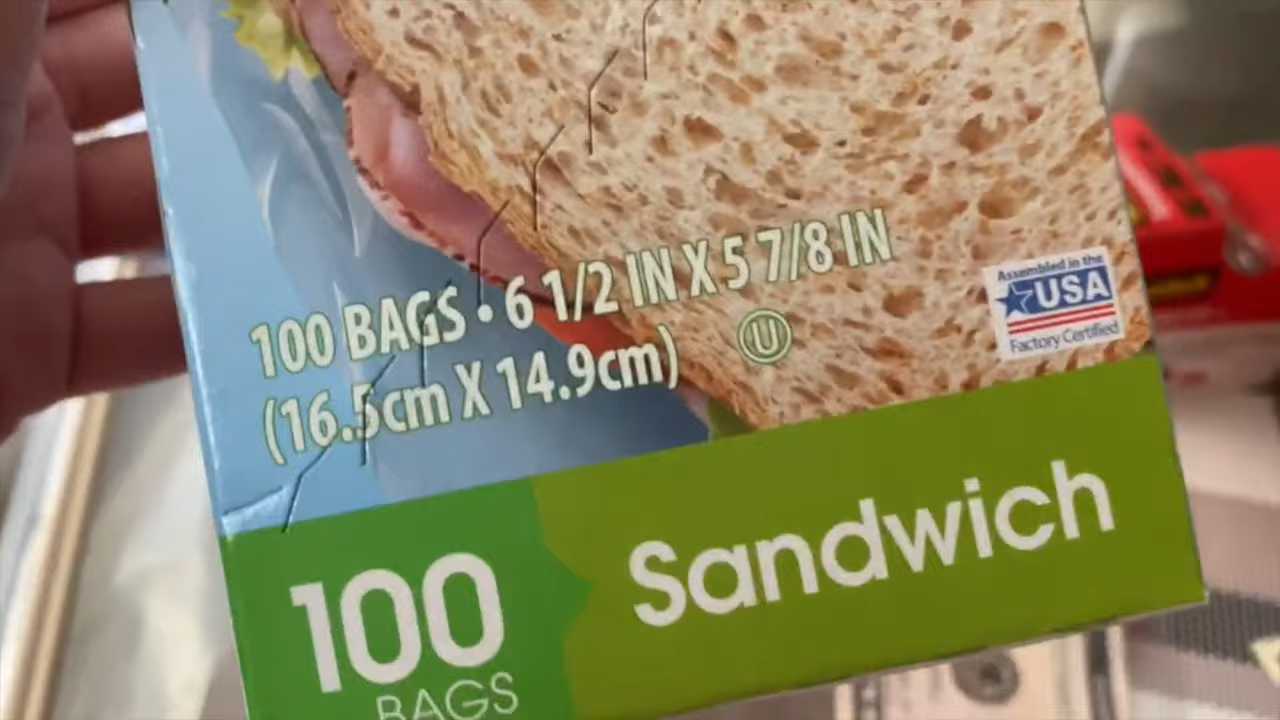 100 BAGS • 6 1/2 IN X 5 7/8 IN
(16.5cm X 14.9cm)
U
Assembled in the
USA
Factory Certified
100
BAGS
Sandwich